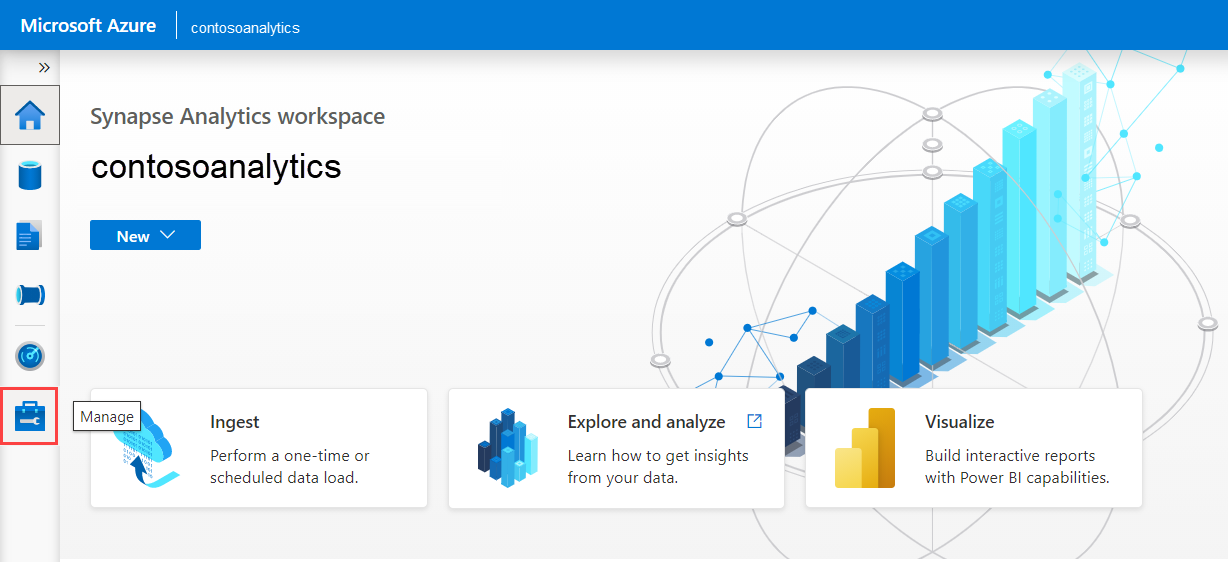 Microsoft Azure
contosoanalytics
Synapse Analytics workspace
contosoanalytics
New
Manage
Ingest
Perform a one-time or
scheduled data load.
Explore and analyze
Learn how to get insights
from your data.
Visualize
Build interactive reports
with Power BI capabilities.